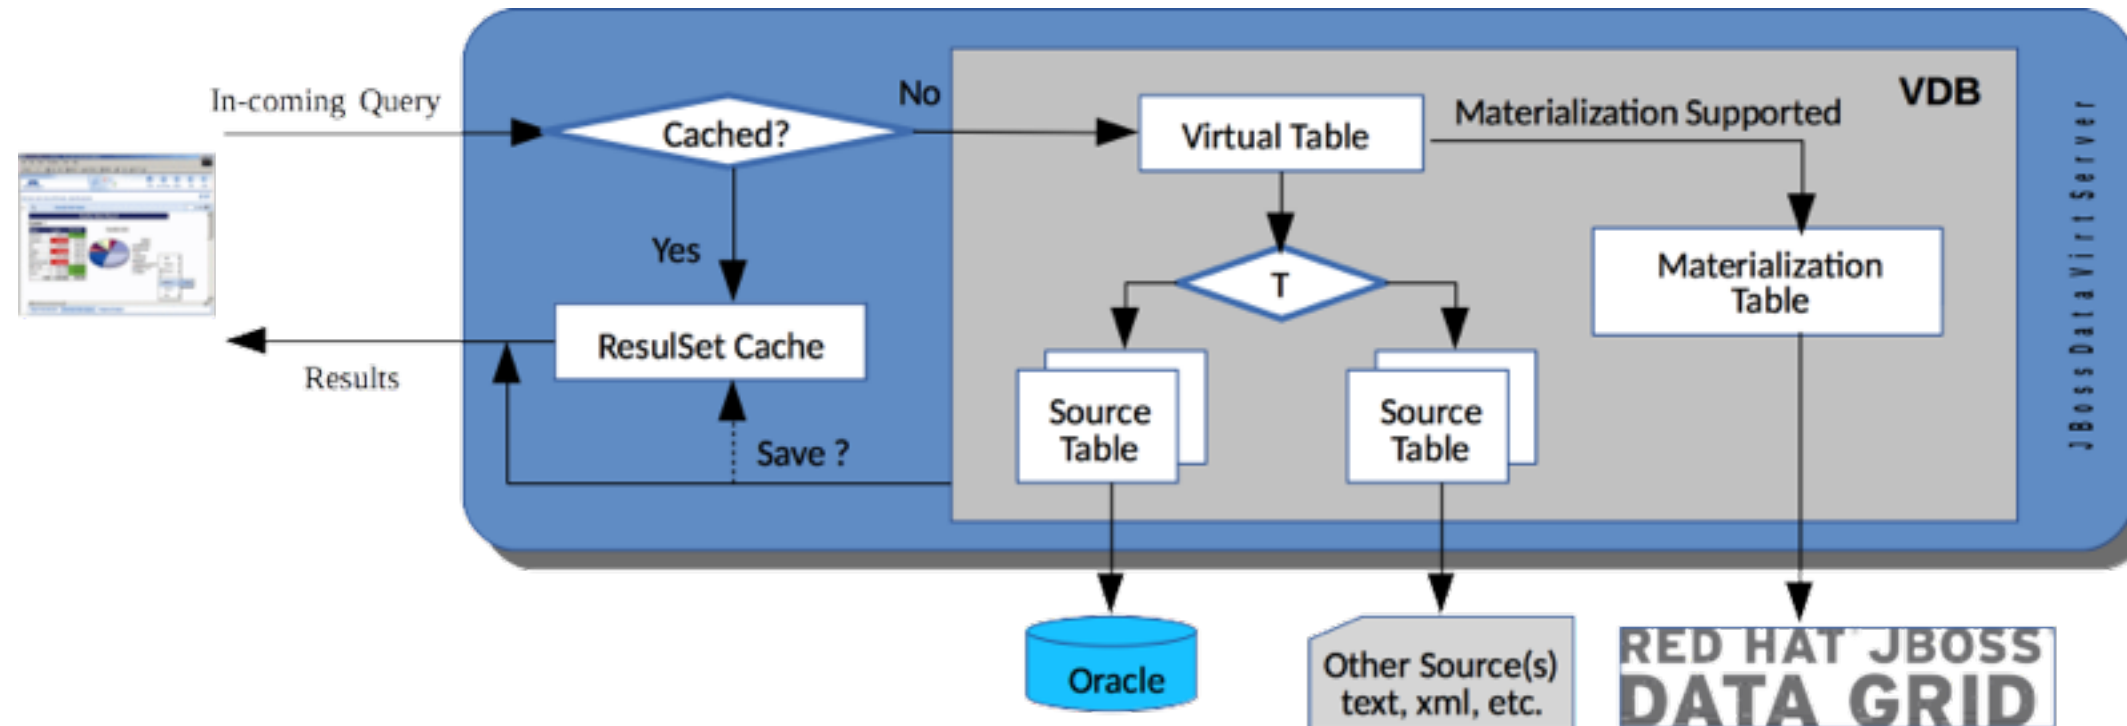 In-coming Query
Cached?
No
Virtual Table
Materialization Supported
VDB
JBoss Data Virt Server
Yes
T
Materialization
Table
ResulSet Cache
Results
Save ?
Source
Table
Source
Table
Oracle
Other Source(s)
text, xml, etc.
RED HAT JBOSS
DATA GRID